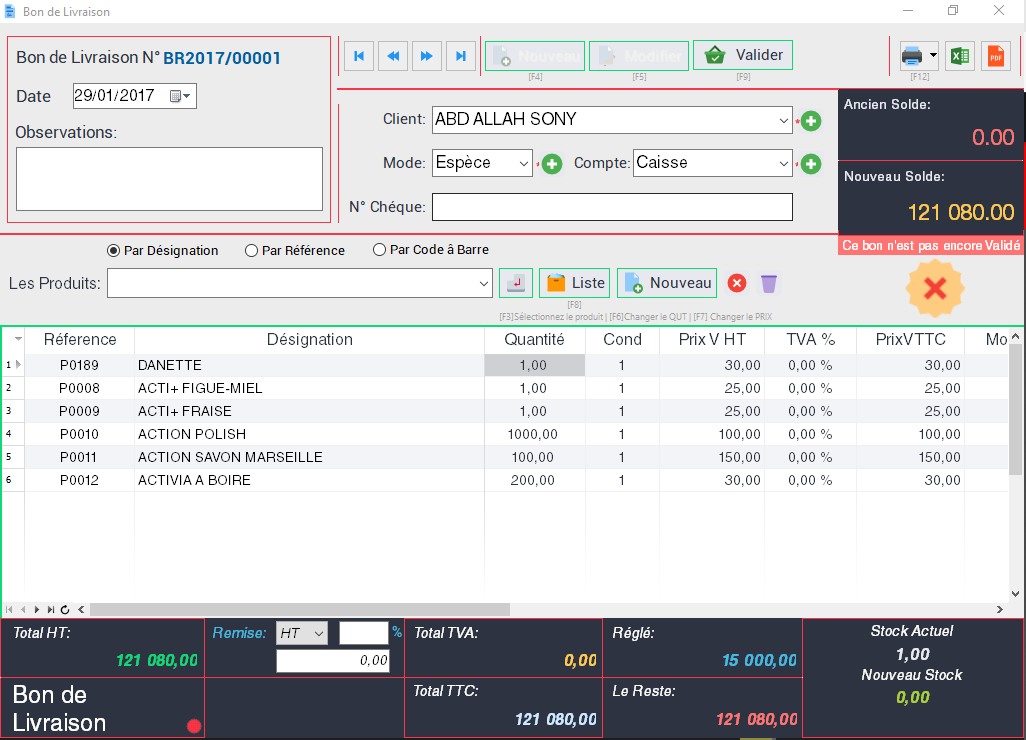 Bon de Livraison
Bon de Livraison N° BR2017/00001
Date 29/01/2017
Observations:
Nouveau Modifier Valider
[F4] [F5] [F9] [F12]
PDF
Client: ABD ALLAH SONY *
Mode: Espèce * Compte: Caisse *
N° Chéque:
Ancien Solde:
0.00
Nouveau Solde:
121 080.00
Ce bon n'est pas encore Validé
Par Désignation Par Référence Par Code â Barre
Les Produits: Liste Nouveau
[F8]
[F3]Sélectionnez le produit | [F6]Changer le QUT | [F7] Changer le PRIX
Réference Désignation Quantité Cond Prix V HT TVA % PrixVTTC Mo
1 P0189 DANETTE 1,00 1 30,00 0,00 % 30,00
2 P0008 ACTI+ FIGUE-MIEL 1,00 1 25,00 0,00 % 25,00
3 P0009 ACTI+ FRAISE 1,00 1 25,00 0,00 % 25,00
4 P0010 ACTION POLISH 1000,00 1 100,00 0,00 % 100,00
5 P0011 ACTION SAVON MARSEILLE 100,00 1 150,00 0,00 % 150,00
6 P0012 ACTIVIA A BOIRE 200,00 1 30,00 0,00 % 30,00
Total HT:
121 080,00
Remise: HT %
0,00
Total TVA:
0,00
Réglé:
15 000,00
Stock Actuel
1,00
Nouveau Stock
0,00
Bon de
Livraison
Total TTC:
121 080,00
Le Reste:
121 080,00